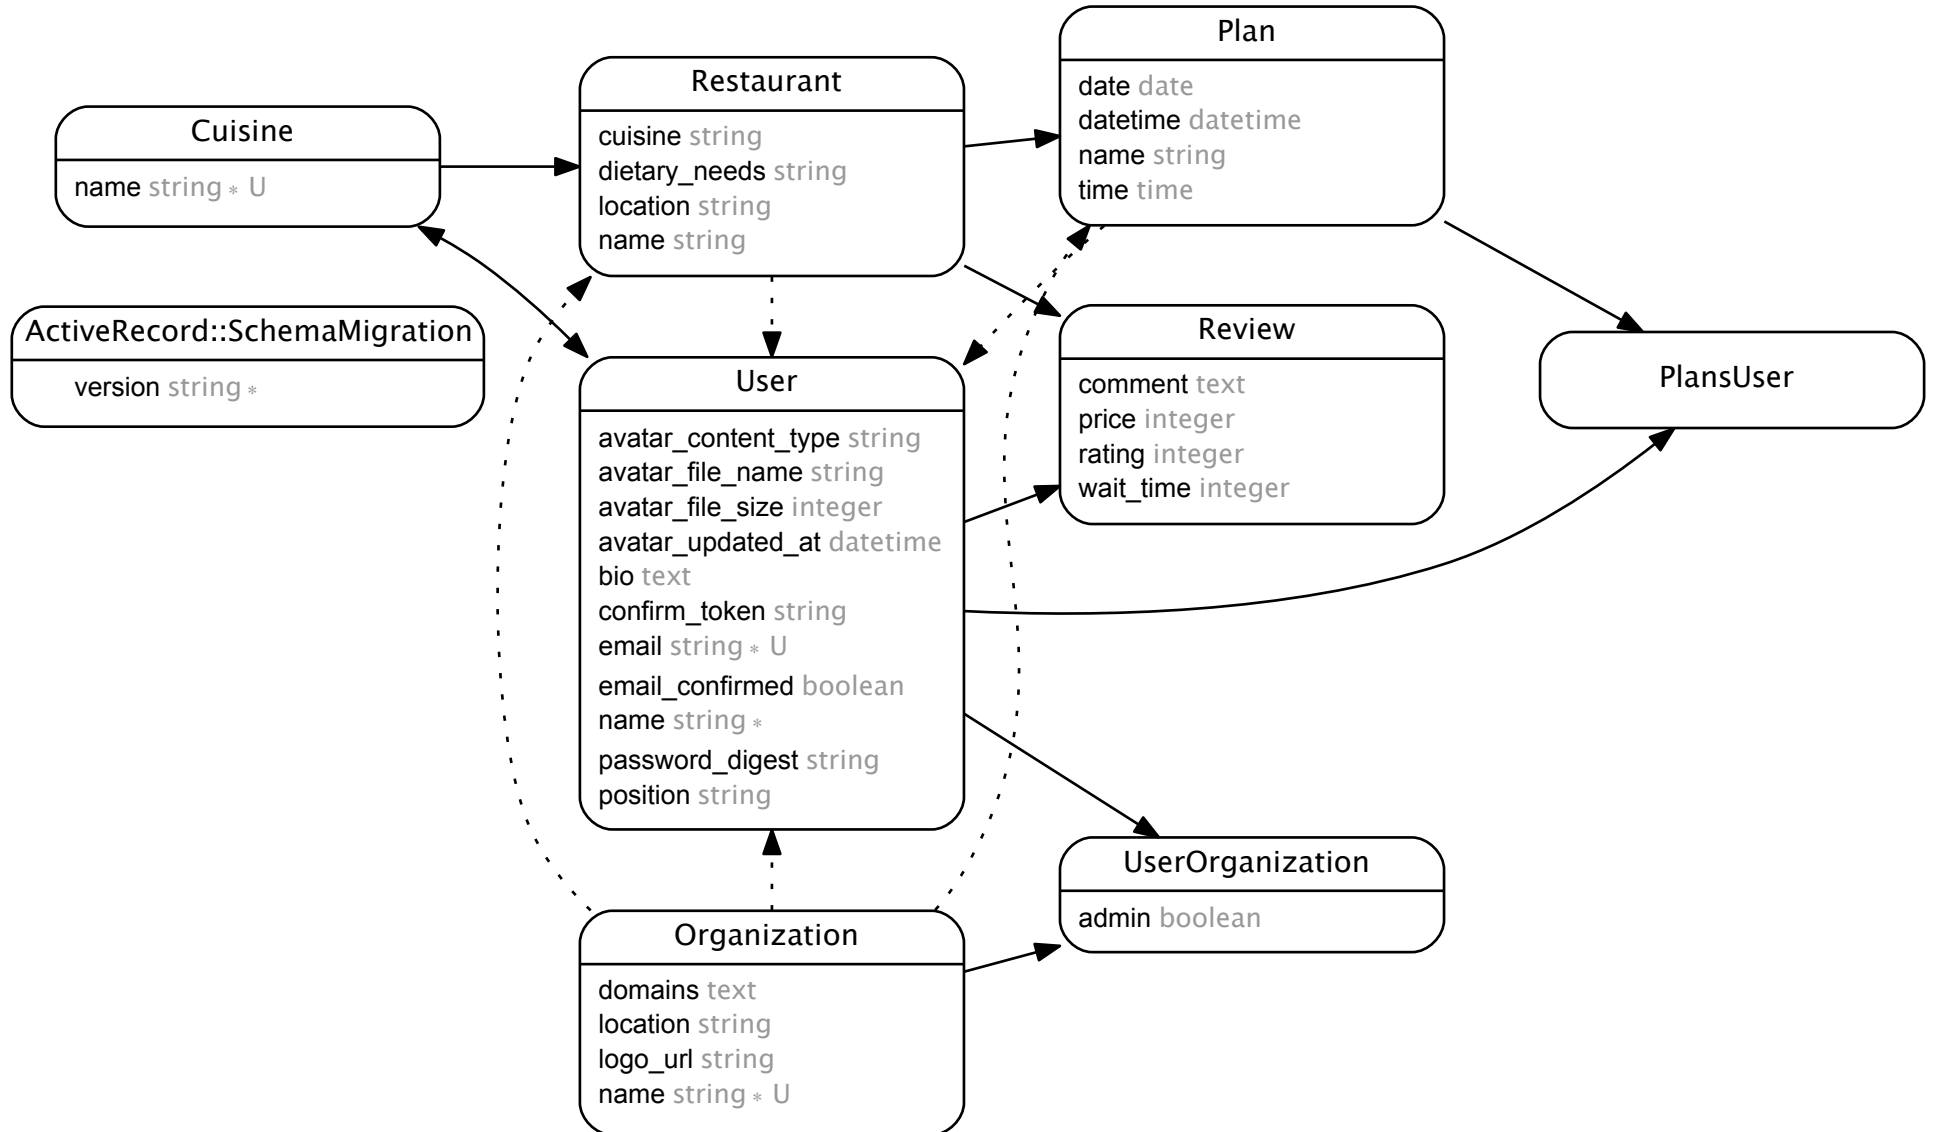 Cuisine
name string * U
ActiveRecord::SchemaMigration
version string *
Restaurant
cuisine string
dietary_needs string
location string
name string
User
avatar_content_type string
avatar_file_name string
avatar_file_size integer
avatar_updated_at datetime
bio text
confirm_token string
email string * U
email_confirmed boolean
name string *
password_digest string
position string
Organization
domains text
location string
logo_url string
name string * U
Plan
date date
datetime datetime
name string
time time
Review
comment text
price integer
rating integer
wait_time integer
UserOrganization
admin boolean
PlansUser